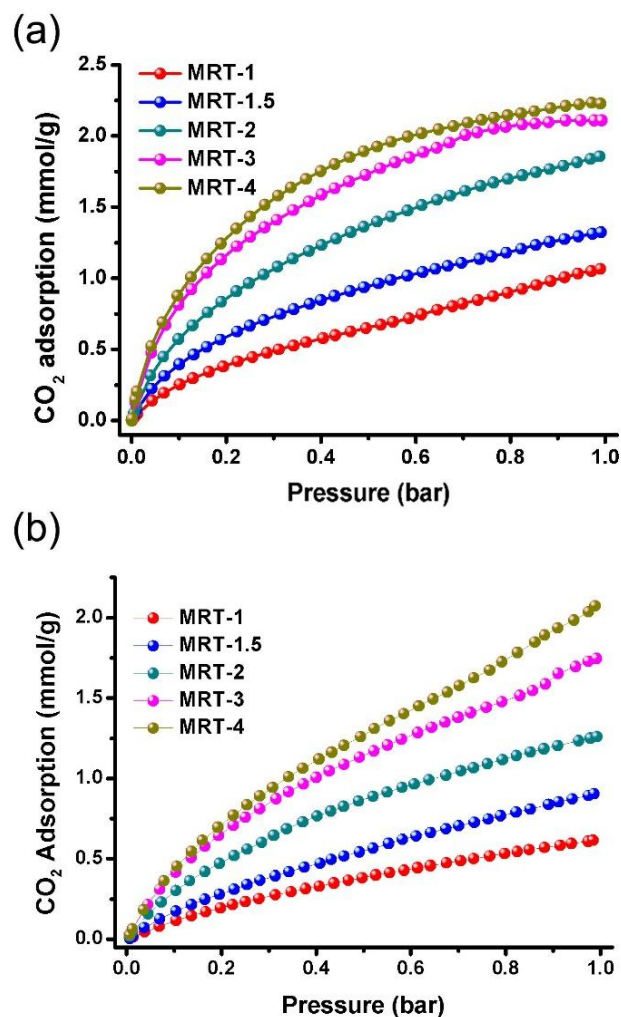 (a)
2.5
2.0
1.5
1.0
0.5
0.0
CO₂ adsorption (mmol/g)
MRT-1
MRT-1.5
MRT-2
MRT-3
MRT-4
0.0 0.2 0.4 0.6 0.8 1.0
Pressure (bar)
(b)
2.0
1.5
1.0
0.5
0.0
CO₂ Adsorption (mmol/g)
MRT-1
MRT-1.5
MRT-2
MRT-3
MRT-4
0.0 0.2 0.4 0.6 0.8 1.0
Pressure (bar)